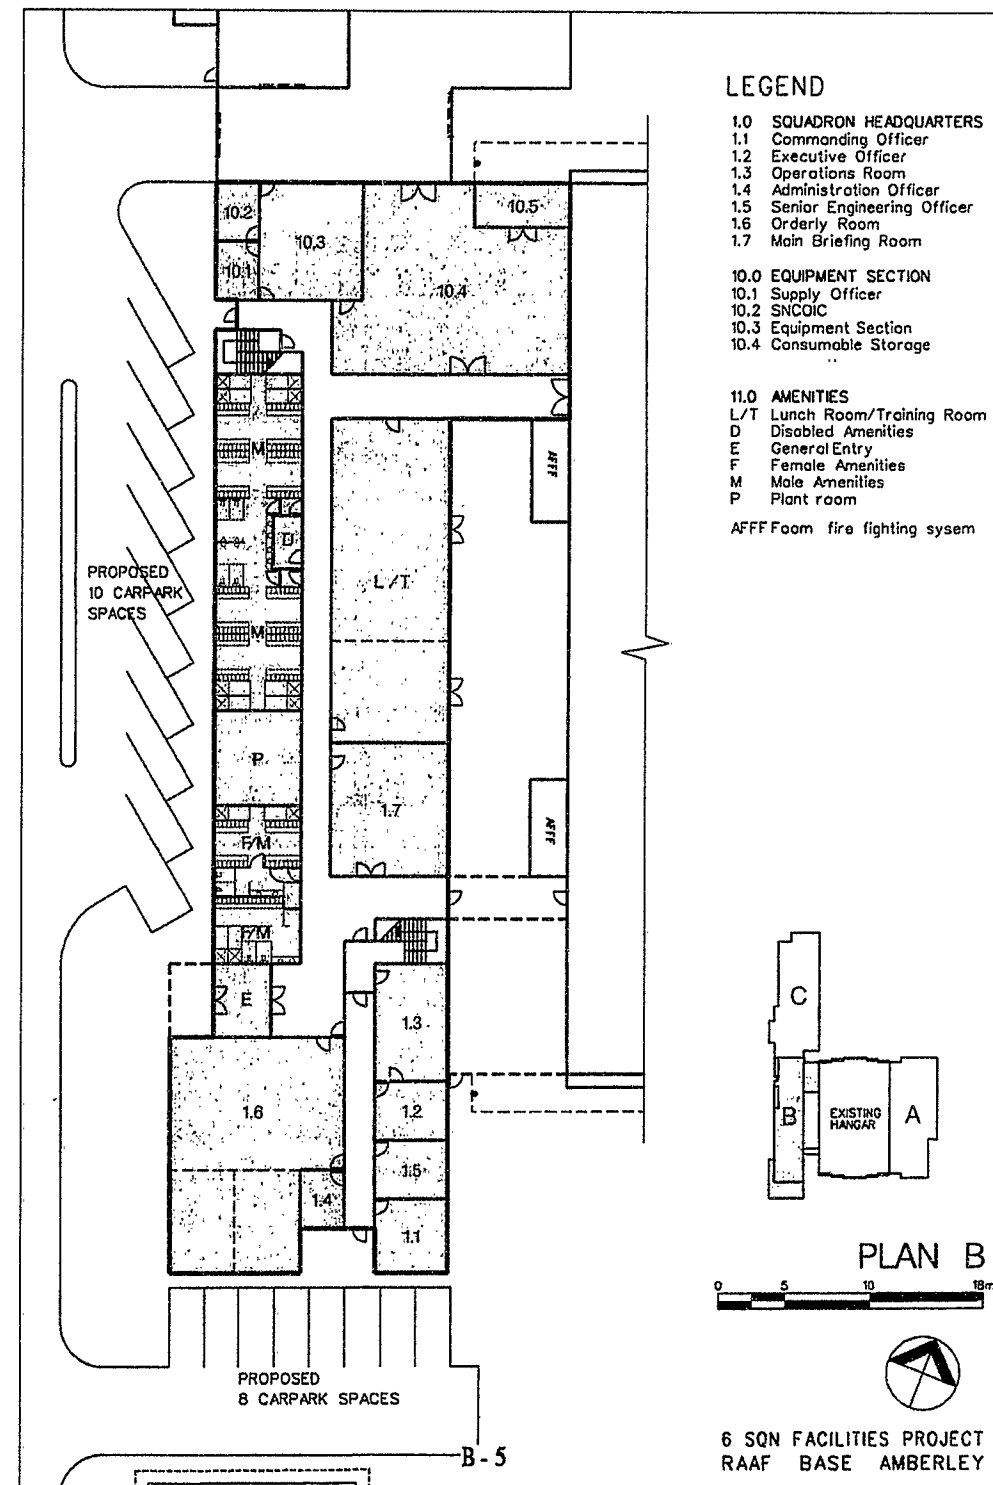 LEGEND
1.0 SQUADRON HEADQUARTERS
1.1 Commanding Officer
1.2 Executive Officer
1.3 Operations Room
1.4 Administration Officer
1.5 Senior Engineering Officer
1.6 Orderly Room
1.7 Main Briefing Room
10.0 EQUIPMENT SECTION
10.1 Supply Officer
10.2 SNCOIC
10.3 Equipment Section
10.4 Consumable Storage
11.0 AMENITIES
L/T Lunch Room/Training Room
D Disabled Amenities
E General Entry
F Female Amenities
M Male Amenities
P Plant room
AFFF Foam fire fighting sysem
10.2
10.3
10.5
10.1
10.4
M
AFFF
D
L/T
PROPOSED
10 CARPARK
SPACES
M
P
1.7
AFFF
F/M
F/M
E
1.3
1.6
1.2
1.5
1.4
1.1
C
B
EXISTING
HANGAR
A
PLAN B
0 5 10 18m
PROPOSED
8 CARPARK SPACES
6 SQN FACILITIES PROJECT
RAAF BASE AMBERLEY
B-5